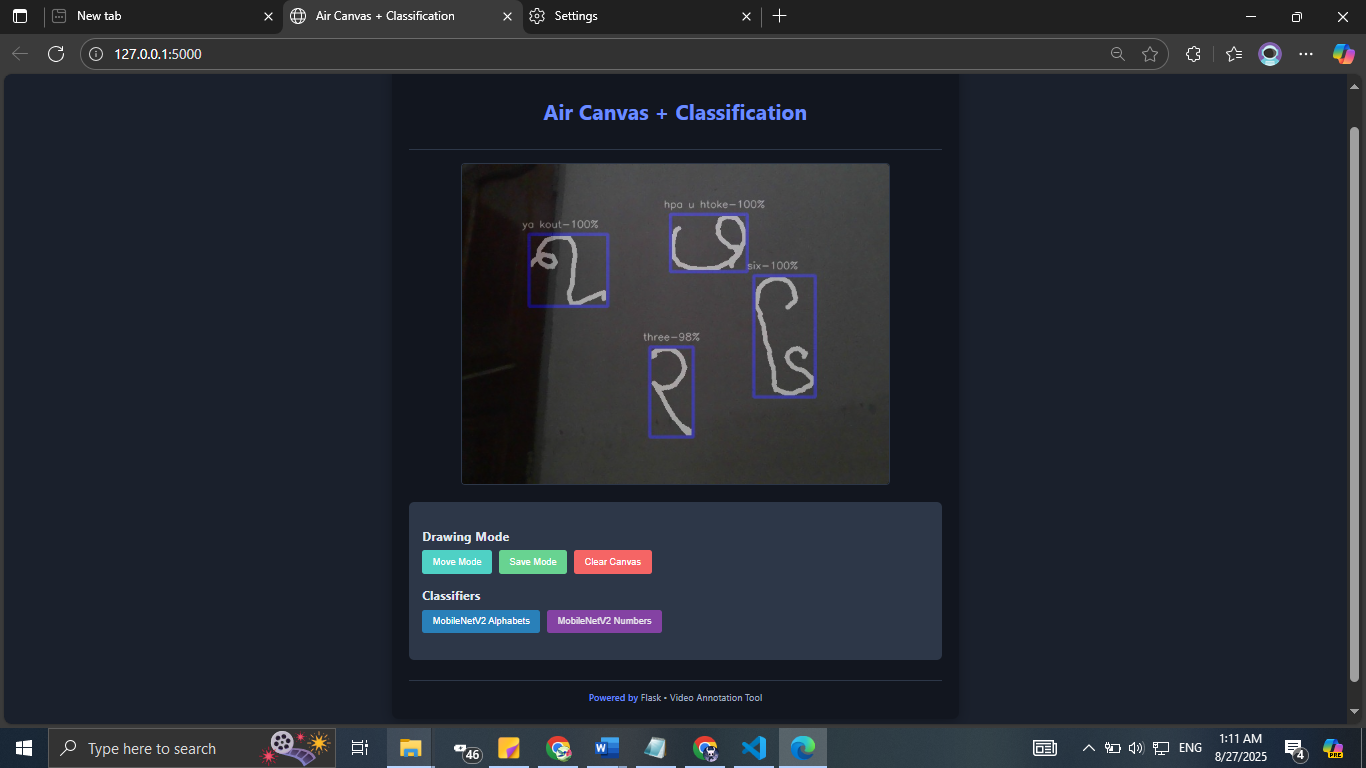 New tab
Air Canvas + Classification
Settings
127.0.0.1:5000
Air Canvas + Classification
hpa u htoke-100%
ya kout-100%
six-100%
three-98%
Drawing Mode
Move Mode Save Mode Clear Canvas
Classifiers
MobileNetV2 Alphabets MobileNetV2 Numbers
Powered by Flask • Video Annotation Tool
Type here to search
46
ENG
1:11 AM
8/27/2025
4
PRE